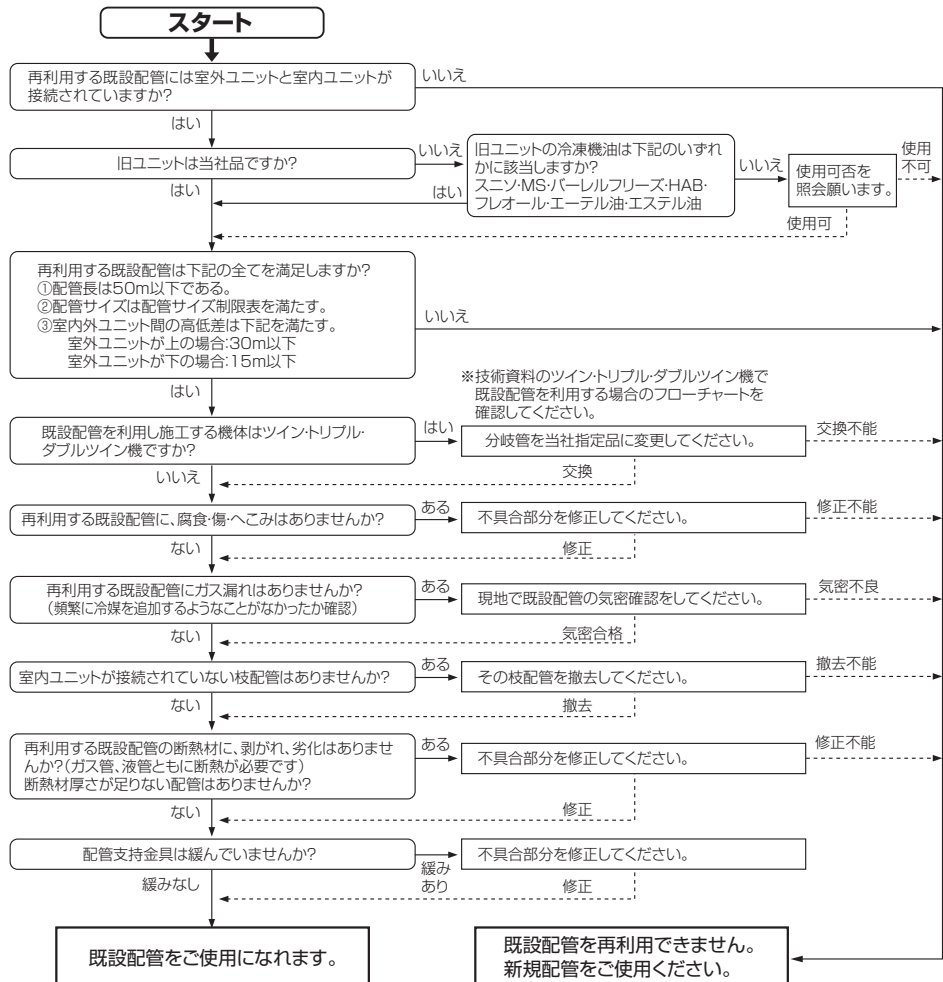 スタート
再利用する既設配管には室外ユニットと室内ユニットが
接続されていますか?
いいえ
はい
旧ユニットは当社品ですか?
いいえ
はい
旧ユニットの冷凍機油は下記のいずれ
かに該当しますか?
スニソ・MS・バーレルフリーズ・HAB・
フレオール・エーテル油・エステル油
はい
いいえ
使用可否を
照会願います。
使用
不可
使用可
再利用する既設配管は下記の全てを満足しますか?
①配管長は50m以下である。
②配管サイズは配管サイズ制限表を満たす。
③室内外ユニット間の高低差は下記を満たす。
室外ユニットが上の場合:30m以下
室外ユニットが下の場合:15m以下
いいえ
はい
※技術資料のツイン・トリプル・ダブルツイン機で
既設配管を利用する場合のフローチャートを
確認してください。
既設配管を利用し施工する機体はツイン・トリプル・
ダブルツイン機ですか?
はい
分岐管を当社指定品に変更してください。
交換不能
交換
いいえ
再利用する既設配管に、腐食・傷・へこみはありませんか?
ある
不具合部分を修正してください。
修正不能
修正
ない
再利用する既設配管にガス漏れはありませんか?
(頻繁に冷媒を追加するようなことがなかったか確認)
ある
現地で既設配管の気密確認をしてください。
気密不良
気密合格
ない
室内ユニットが接続されていない枝配管はありませんか?
ある
その枝配管を撤去してください。
撤去不能
撤去
ない
再利用する既設配管の断熱材に、剥がれ、劣化はありませ
んか?(ガス管、液管ともに断熱が必要です)
断熱材厚さが足りない配管はありませんか?
ある
不具合部分を修正してください。
修正不能
修正
ない
配管支持金具は緩んでいませんか?
緩み
あり
不具合部分を修正してください。
修正
緩みなし
既設配管をご使用になれます。
既設配管を再利用できません。
新規配管をご使用ください。